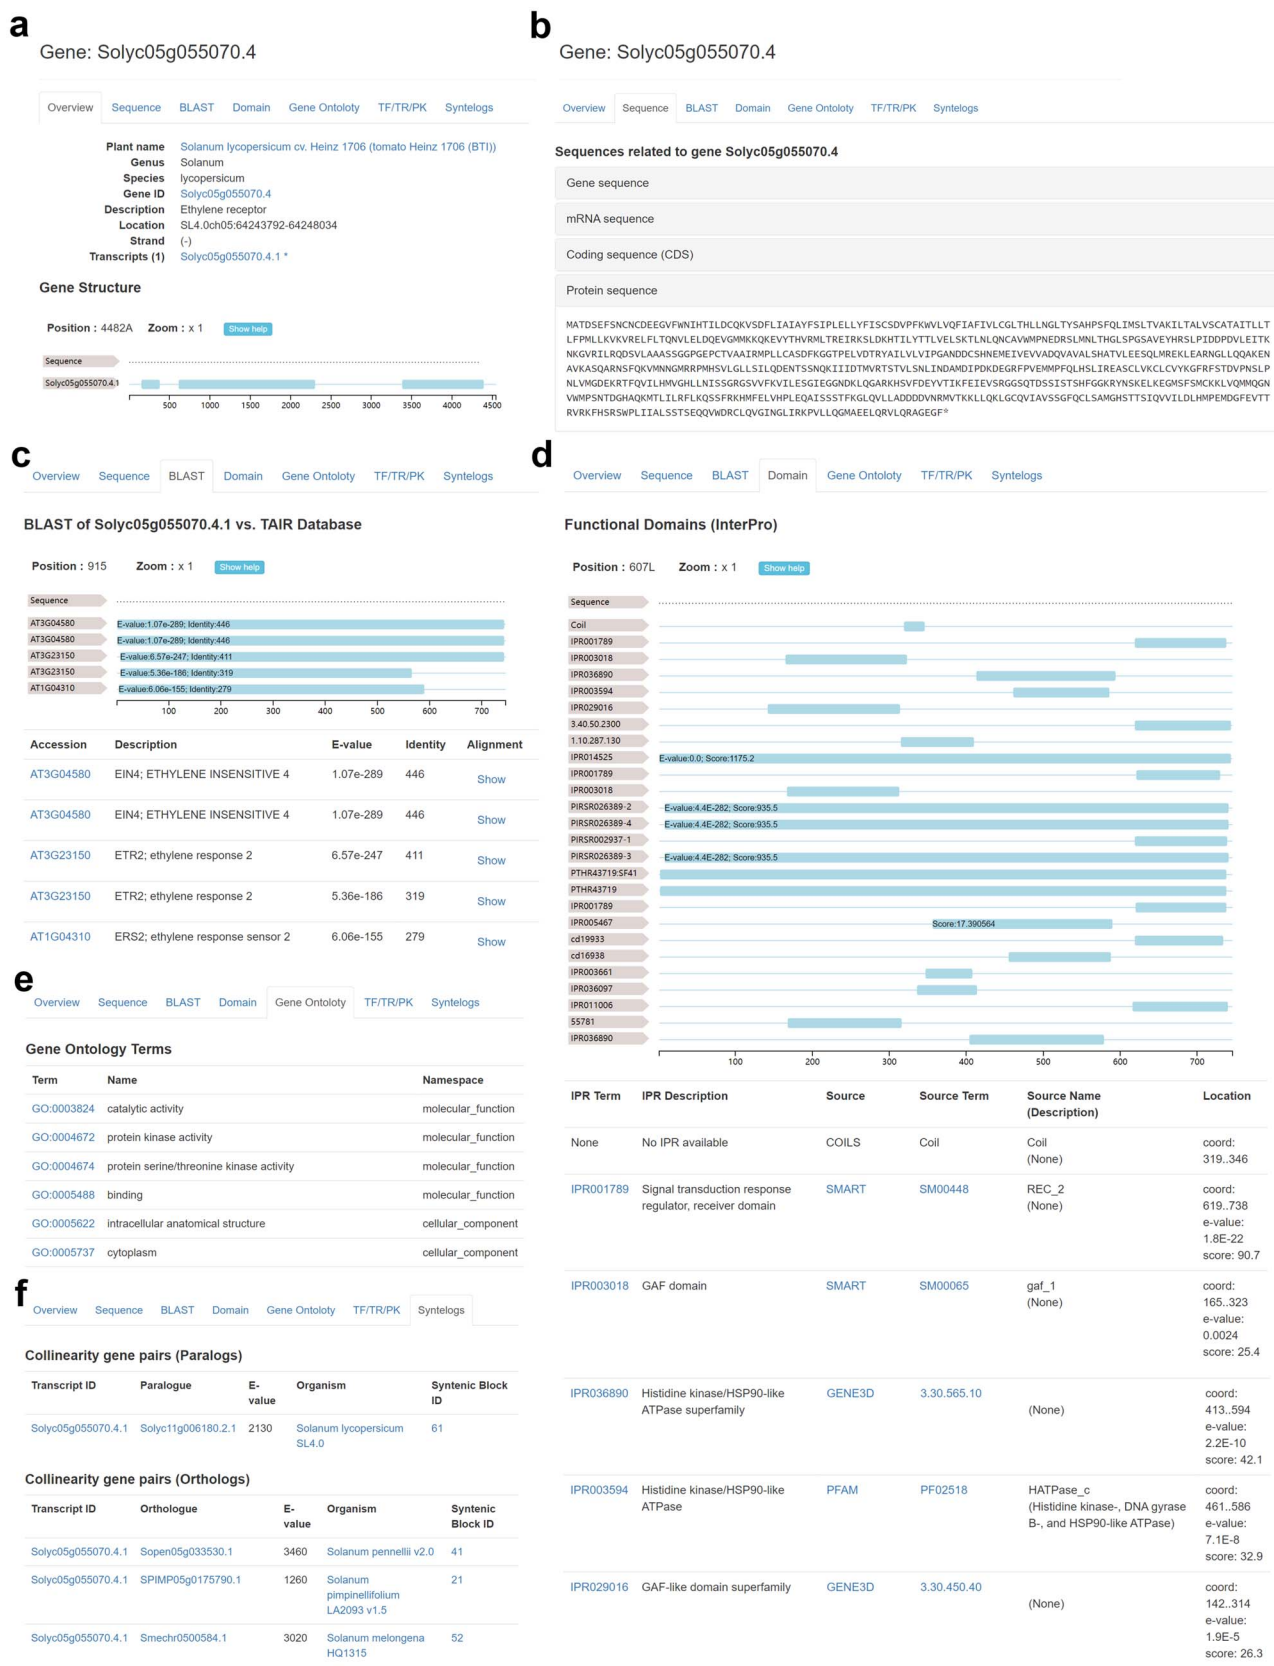 a
Gene: Solyc05g055070.4
Overview Sequence BLAST Domain Gene Ontoloty TF/TR/PK Syntelogs
Plant name Solanum lycopersicum cv. Heinz 1706 (tomato Heinz 1706 (BTI))
Genus Solanum
Species lycopersicum
Gene ID Solyc05g055070.4
Description Ethylene receptor
Location SL4.0ch05:64243792-64248034
Strand (-)
Transcripts (1) Solyc05g055070.4.1 *
Gene Structure
Position : 4482A Zoom : x 1 Show help
Sequence
Solyc05g055070.4.1
500 1000 1500 2000 2500 3000 3500 4000 4500
b
Gene: Solyc05g055070.4
Overview Sequence BLAST Domain Gene Ontoloty TF/TR/PK Syntelogs
Sequences related to gene Solyc05g055070.4
Gene sequence
mRNA sequence
Coding sequence (CDS)
Protein sequence
c
Overview Sequence BLAST Domain Gene Ontoloty TF/TR/PK Syntelogs
BLAST of Solyc05g055070.4.1 vs. TAIR Database
Position : 915 Zoom : x 1 Show help
Sequence
AT3G04580 E-value:1.07e-289; Identity:446
AT3G04580 E-value:1.07e-289; Identity:446
AT3G23150 E-value:6.57e-247; Identity:411
AT3G23150 E-value:5.36e-186; Identity:319
AT1G04310 E-value:6.06e-155; Identity:279
100 200 300 400 500 600 700
Accession Description E-value Identity Alignment
AT3G04580 EIN4; ETHYLENE INSENSITIVE 4 1.07e-289 446 Show
AT3G04580 EIN4; ETHYLENE INSENSITIVE 4 1.07e-289 446 Show
AT3G23150 ETR2; ethylene response 2 6.57e-247 411 Show
AT3G23150 ETR2; ethylene response 2 5.36e-186 319 Show
AT1G04310 ERS2; ethylene response sensor 2 6.06e-155 279 Show
d
Overview Sequence BLAST Domain Gene Ontoloty TF/TR/PK Syntelogs
Functional Domains (InterPro)
Position : 607L Zoom : x 1 Show help
Sequence
Coil
IPR001789
IPR003018
IPR036890
IPR003594
IPR029016
3.40.50.2300
1.10.287.130
IPR014525 E-value:0.0; Score:1175.2
IPR001789
IPR003018
PIRSR026389-2 E-value:4.4E-282; Score:935.5
PIRSR026389-4 E-value:4.4E-282; Score:935.5
PIRSR002937-1
PIRSR026389-3 E-value:4.4E-282; Score:935.5
PTHR43719:SF41
PTHR43719
IPR001789
IPR005467 Score:17.390564
cd19933
cd16938
IPR003661
IPR036097
IPR011006
55781
IPR036890
100 200 300 400 500 600 700
IPR Term IPR Description Source Source Term Source Name Location
(Description)
None No IPR available COILS Coil Coil coord:
(None) 319..346
IPR001789 Signal transduction response SMART SM00448 REC_2 coord:
regulator, receiver domain (None) 619..738
e-value:
1.8E-22
score: 90.7
IPR003018 GAF domain SMART SM00065 gaf_1 coord:
(None) 165..323
e-value:
0.0024
score: 25.4
IPR036890 Histidine kinase/HSP90-like GENE3D 3.30.565.10 coord:
ATPase superfamily (None) 413..594
e-value:
2.2E-10
score: 42.1
IPR003594 Histidine kinase/HSP90-like PFAM PF02518 HATPase_c coord:
ATPase (Histidine kinase-, DNA gyrase 461..586
B-, and HSP90-like ATPase) e-value:
7.1E-8
score: 32.9
IPR029016 GAF-like domain superfamily GENE3D 3.30.450.40 coord:
(None) 142..314
e-value:
1.9E-5
score: 26.3
e
Overview Sequence BLAST Domain Gene Ontoloty TF/TR/PK Syntelogs
Gene Ontology Terms
Term Name Namespace
GO:0003824 catalytic activity molecular_function
GO:0004672 protein kinase activity molecular_function
GO:0004674 protein serine/threonine kinase activity molecular_function
GO:0005488 binding molecular_function
GO:0005622 intracellular anatomical structure cellular_component
GO:0005737 cytoplasm cellular_component
f
Overview Sequence BLAST Domain Gene Ontoloty TF/TR/PK Syntelogs
Collinearity gene pairs (Paralogs)
Transcript ID Paralogue E- Organism Syntenic Block
value ID
Solyc05g055070.4.1 Solyc11g006180.2.1 2130 Solanum lycopersicum 61
SL4.0
Collinearity gene pairs (Orthologs)
Transcript ID Orthologue E- Organism Syntenic
value Block ID
Solyc05g055070.4.1 Sopen05g033530.1 3460 Solanum pennellii v2.0 41
Solyc05g055070.4.1 SPIMP05g0175790.1 1260 Solanum 21
pimpinellifolium
LA2093 v1.5
Solyc05g055070.4.1 Smechr0500584.1 3020 Solanum melongena 52
HQ1315